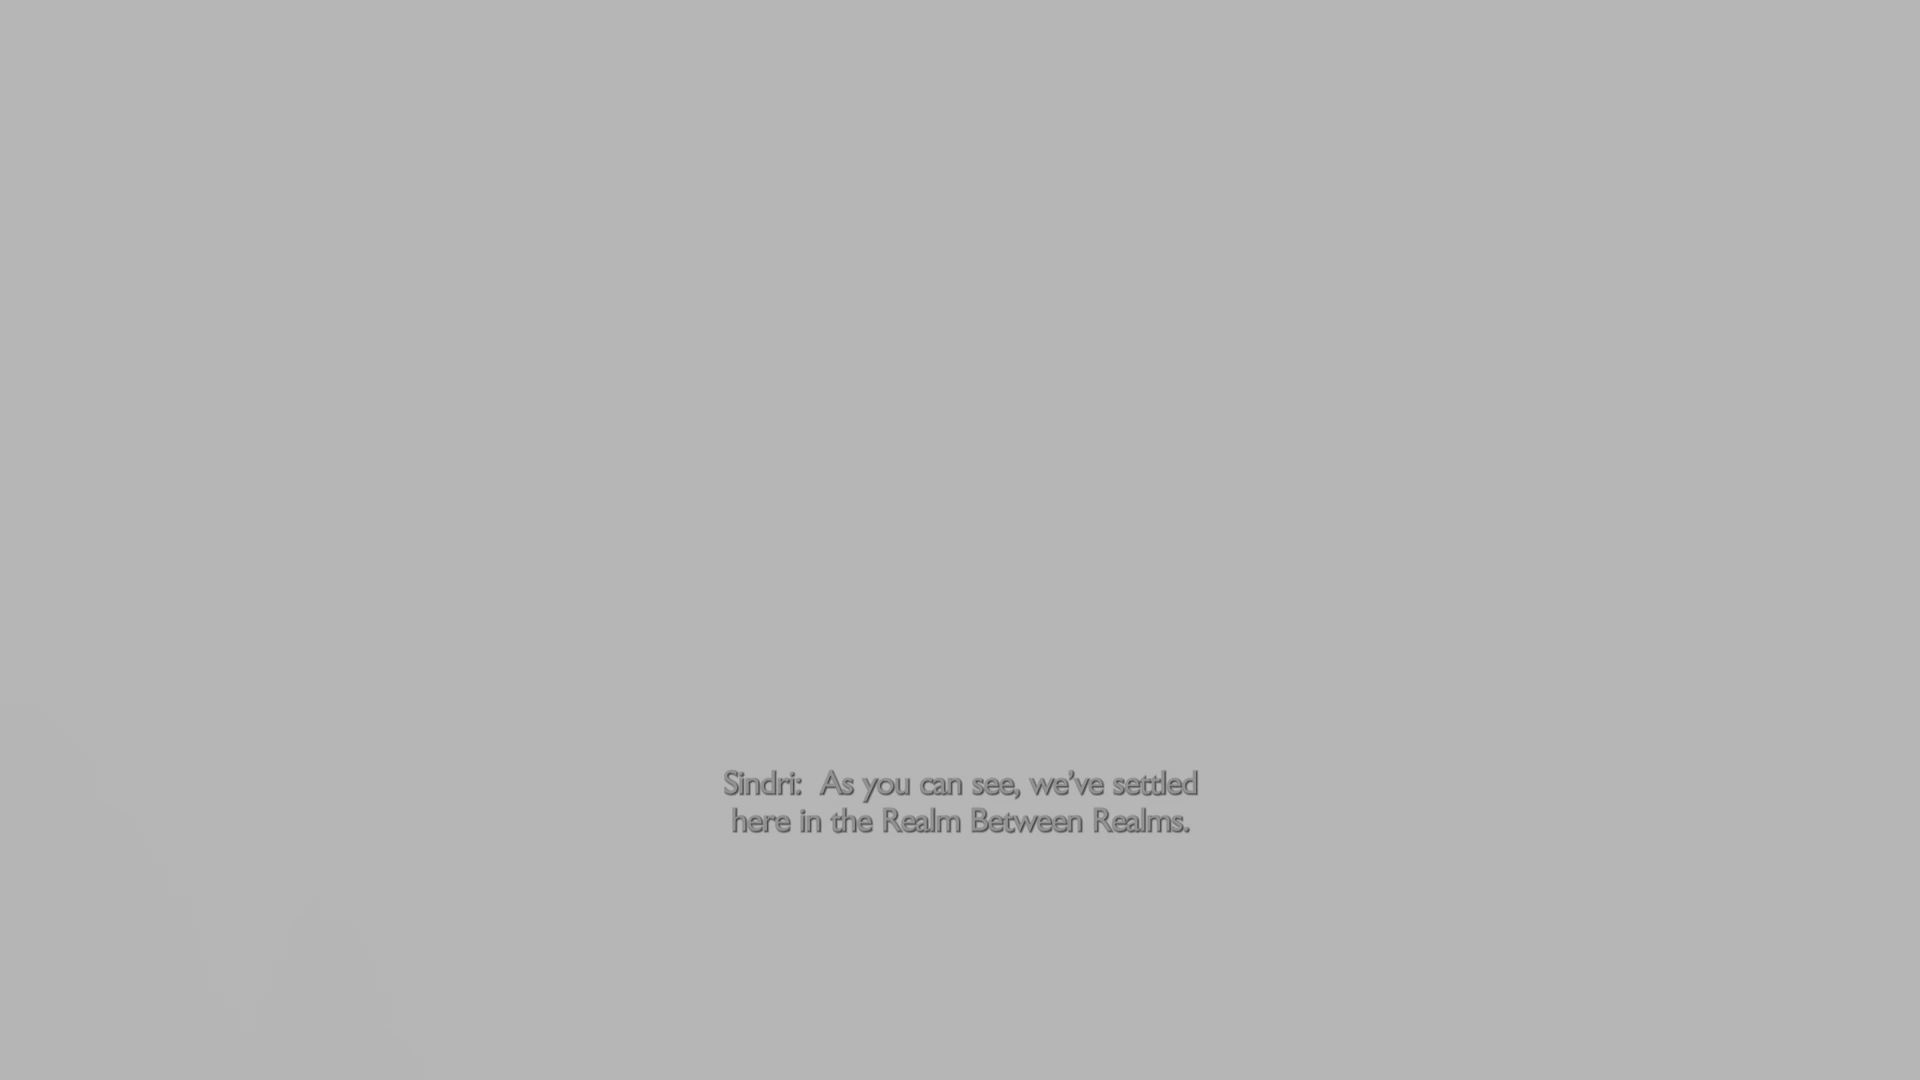 Sindri:  As you can see, we've settled
here in the Realm Between Realms.